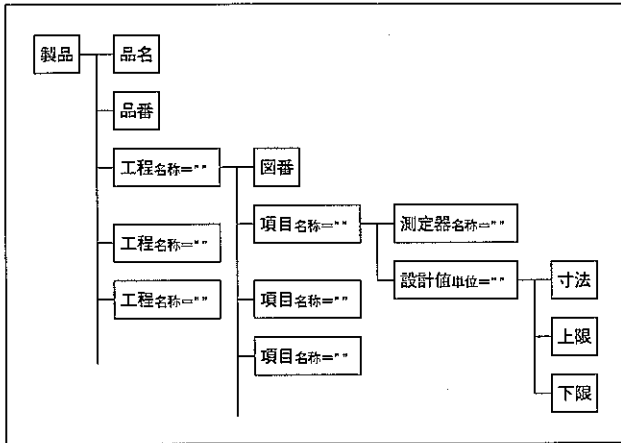 製品
品名
品番
工程名称=""
図番
項目名称=""
測定器名称=""
設計値単位=""
寸法
上限
下限
工程名称=""
工程名称=""
項目名称=""
項目名称=""